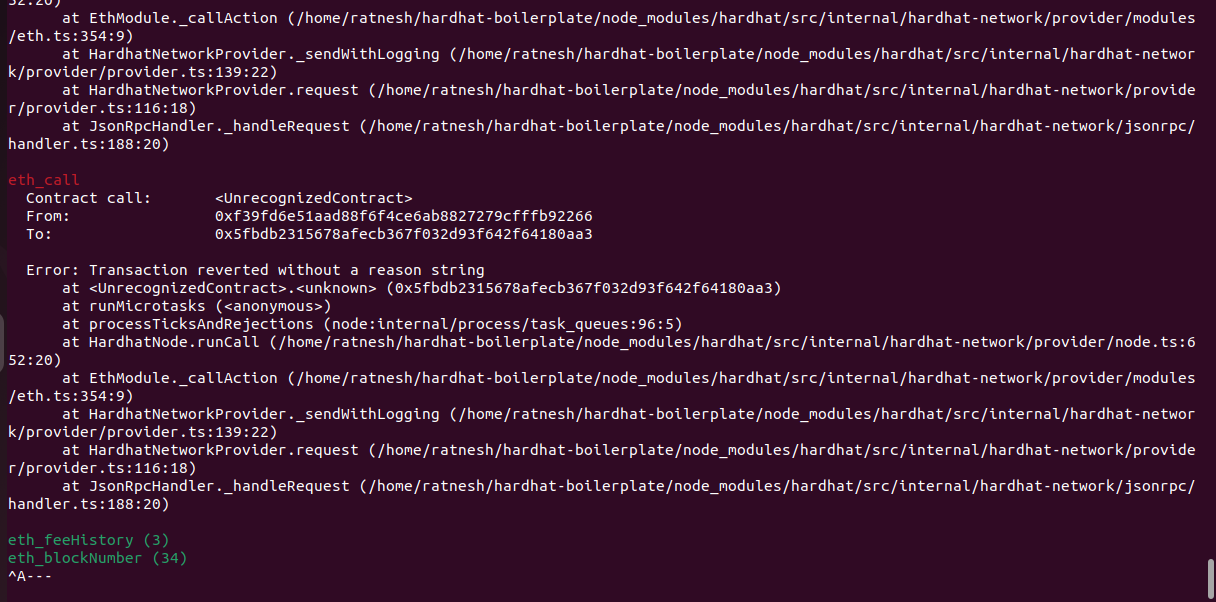 52:20)
at EthModule._callAction (/home/ratnesh/hardhat-boilerplate/node_modules/hardhat/src/internal/hardhat-network/provider/modules
/eth.ts:354:9)
at HardhatNetworkProvider._sendWithLogging (/home/ratnesh/hardhat-boilerplate/node_modules/hardhat/src/internal/hardhat-networ
k/provider/provider.ts:139:22)
at HardhatNetworkProvider.request (/home/ratnesh/hardhat-boilerplate/node_modules/hardhat/src/internal/hardhat-network/provide
r/provider.ts:116:18)
at JsonRpcHandler._handleRequest (/home/ratnesh/hardhat-boilerplate/node_modules/hardhat/src/internal/hardhat-network/jsonrpc/
handler.ts:188:20)
eth_call
Contract call: <UnrecognizedContract>
From: 0xf39fd6e51aad88f6f4ce6ab8827279cfffb92266
To: 0x5fbdb2315678afecb367f032d93f642f64180aa3
Error: Transaction reverted without a reason string
at <UnrecognizedContract>.<unknown> (0x5fbdb2315678afecb367f032d93f642f64180aa3)
at runMicrotasks (<anonymous>)
at processTicksAndRejections (node:internal/process/task_queues:96:5)
at HardhatNode.runCall (/home/ratnesh/hardhat-boilerplate/node_modules/hardhat/src/internal/hardhat-network/provider/node.ts:6
52:20)
at EthModule._callAction (/home/ratnesh/hardhat-boilerplate/node_modules/hardhat/src/internal/hardhat-network/provider/modules
/eth.ts:354:9)
at HardhatNetworkProvider._sendWithLogging (/home/ratnesh/hardhat-boilerplate/node_modules/hardhat/src/internal/hardhat-networ
k/provider/provider.ts:139:22)
at HardhatNetworkProvider.request (/home/ratnesh/hardhat-boilerplate/node_modules/hardhat/src/internal/hardhat-network/provide
r/provider.ts:116:18)
at JsonRpcHandler._handleRequest (/home/ratnesh/hardhat-boilerplate/node_modules/hardhat/src/internal/hardhat-network/jsonrpc/
handler.ts:188:20)
eth_feeHistory (3)
eth_blockNumber (34)
^A---